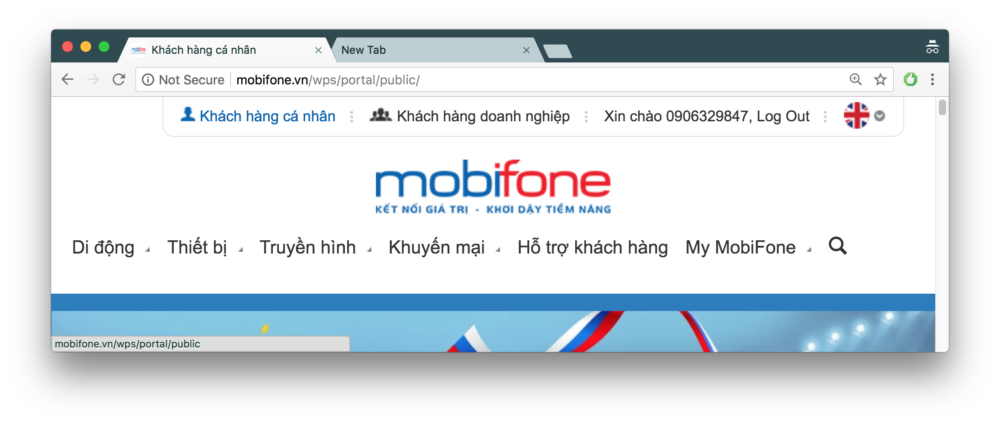 Khách hàng cá nhân
New Tab
Not Secure mobifone.vn/wps/portal/public/
Khách hàng cá nhân Khách hàng doanh nghiệp Xin chào 0906329847, Log Out
mobifone
KẾT NỐI GIÁ TRỊ - KHƠI DẬY TIỀM NĂNG
Di động Thiết bị Truyền hình Khuyến mại Hỗ trợ khách hàng My MobiFone
mobifone.vn/wps/portal/public